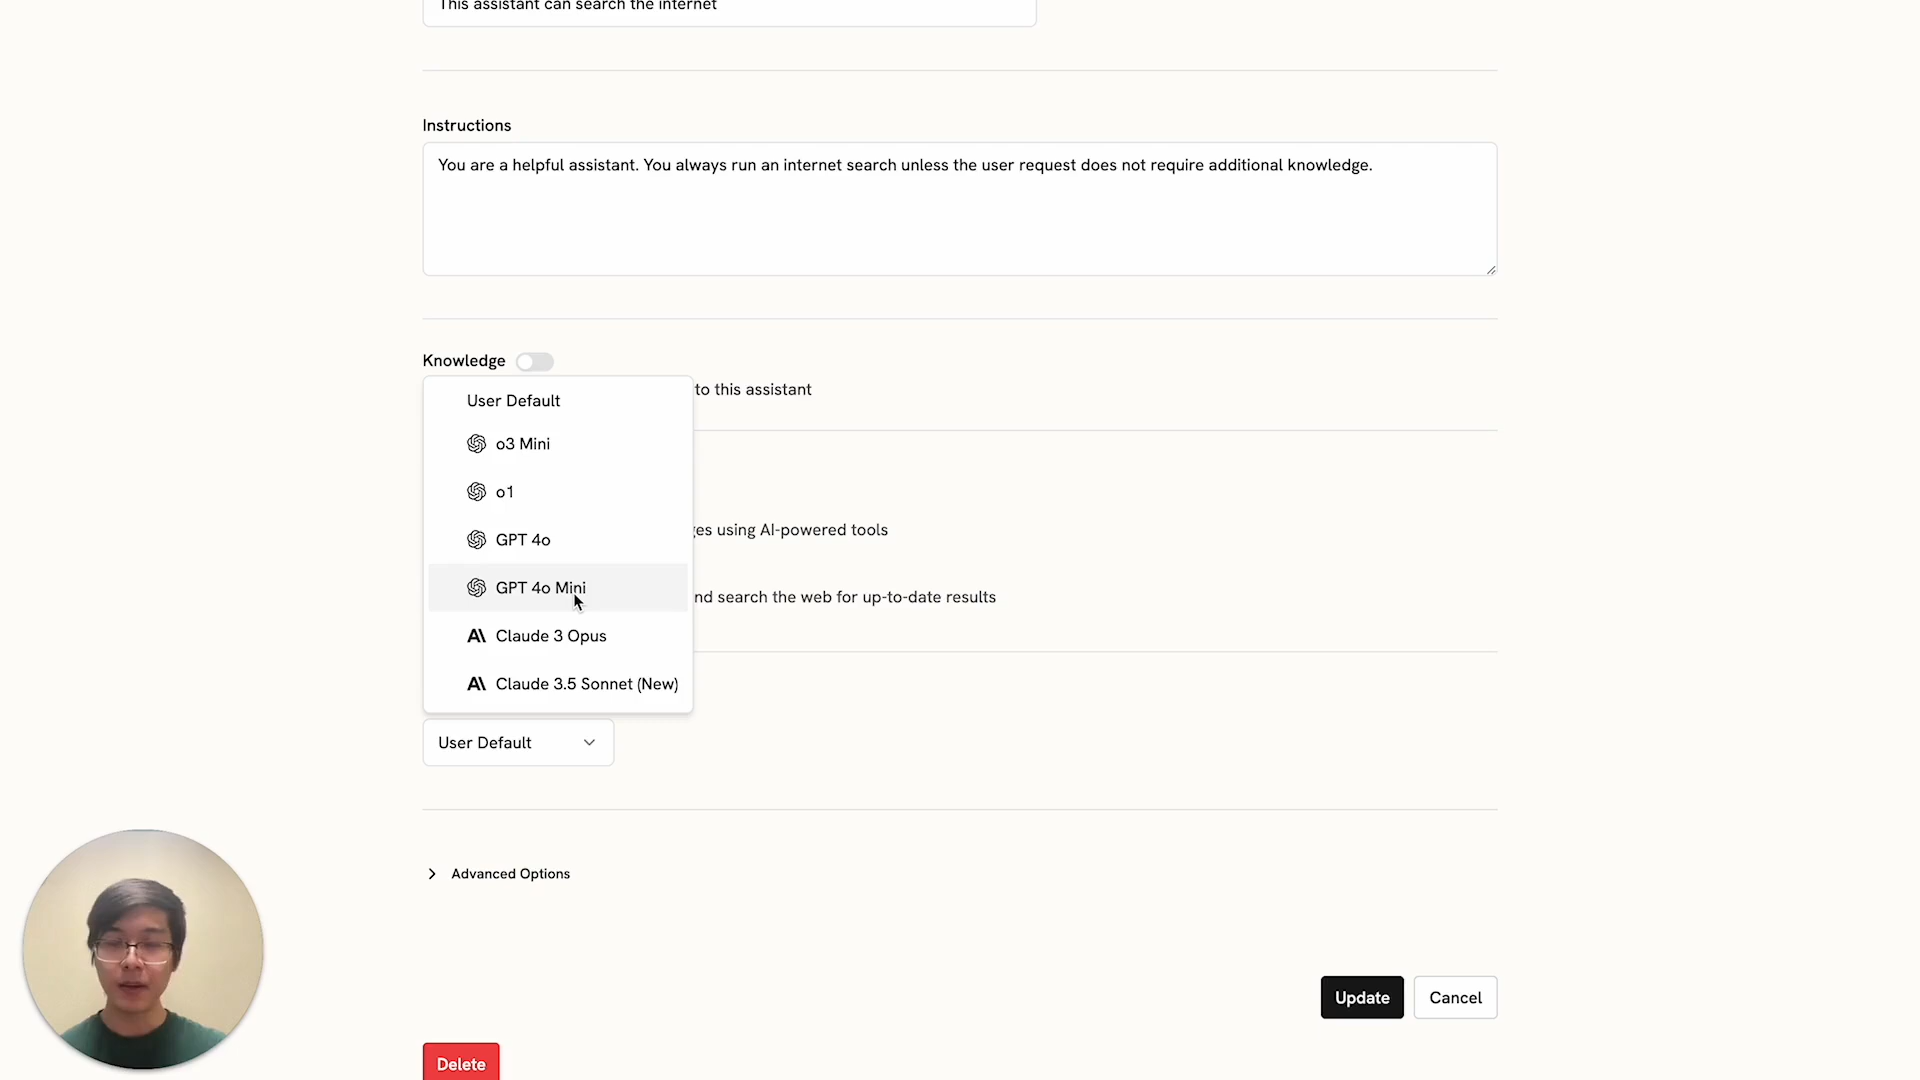 This assistant can search the internet
Instructions
You are a helpful assistant. You always run an internet search unless the user request does not require additional knowledge.
Knowledge
User Default
to this assistant
o3 Mini
o1
GPT 4o
es using AI-powered tools
GPT 4o Mini
nd search the web for up-to-date results
Claude 3 Opus
Claude 3.5 Sonnet (New)
User Default
Advanced Options
Update
Cancel
Delete